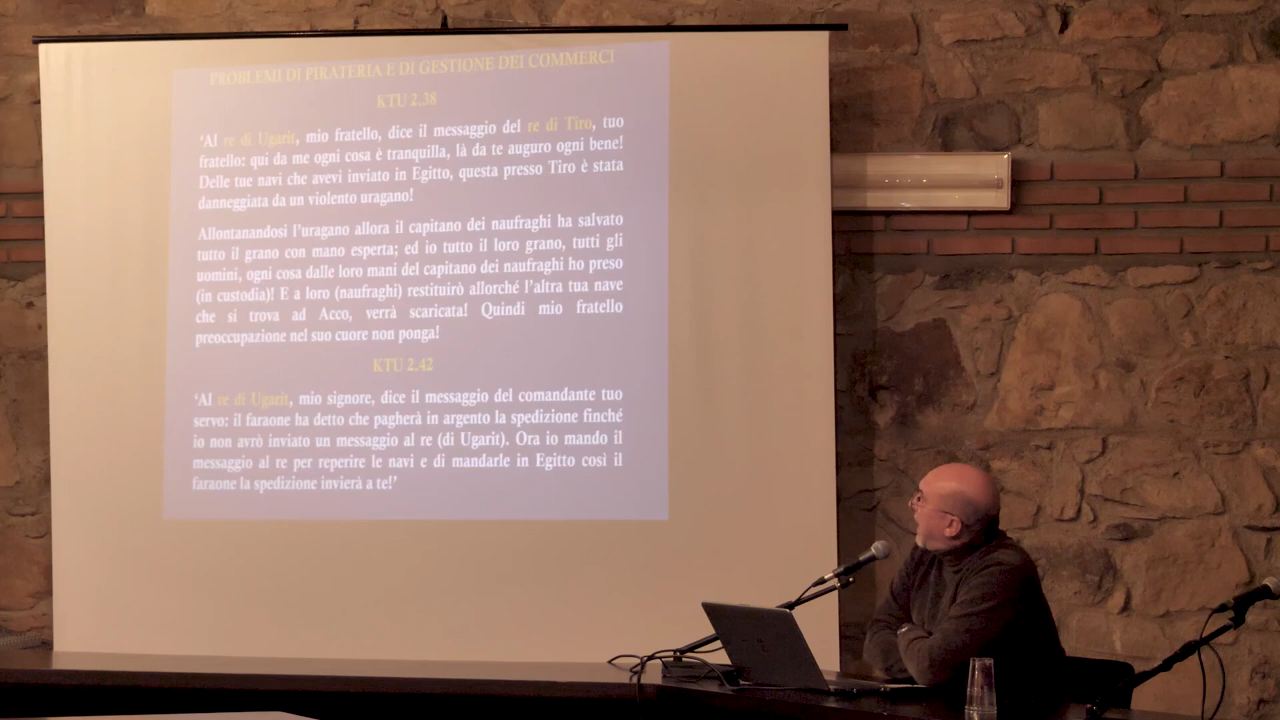 PROBLEMI DI PIRATERIA E DI GESTIONE DEI COMMERCI
KTU 2.38
‘Al re di Ugarit, mio fratello, dice il messaggio del re di Tiro, tuo
fratello: qui da me ogni cosa è tranquilla, là da te auguro ogni bene!
Delle tue navi che avevi inviato in Egitto, questa presso Tiro è stata
danneggiata da un violento uragano!
Allontanandosi l’uragano allora il capitano dei naufraghi ha salvato
tutto il grano con mano esperta; ed io tutto il loro grano, tutti gli
uomini, ogni cosa dalle loro mani del capitano dei naufraghi ho preso
(in custodia)! E a loro (naufraghi) restituirò allorché l’altra tua nave
che si trova ad Acco, verrà scaricata! Quindi mio fratello
preoccupazione nel suo cuore non ponga!
KTU 2.42
‘Al re di Ugarit, mio signore, dice il messaggio del comandante tuo
servo: il faraone ha detto che pagherà in argento la spedizione finché
io non avrò inviato un messaggio al re (di Ugarit). Ora io mando il
messaggio al re per reperire le navi e di mandarle in Egitto così il
faraone la spedizione invierà a te!’